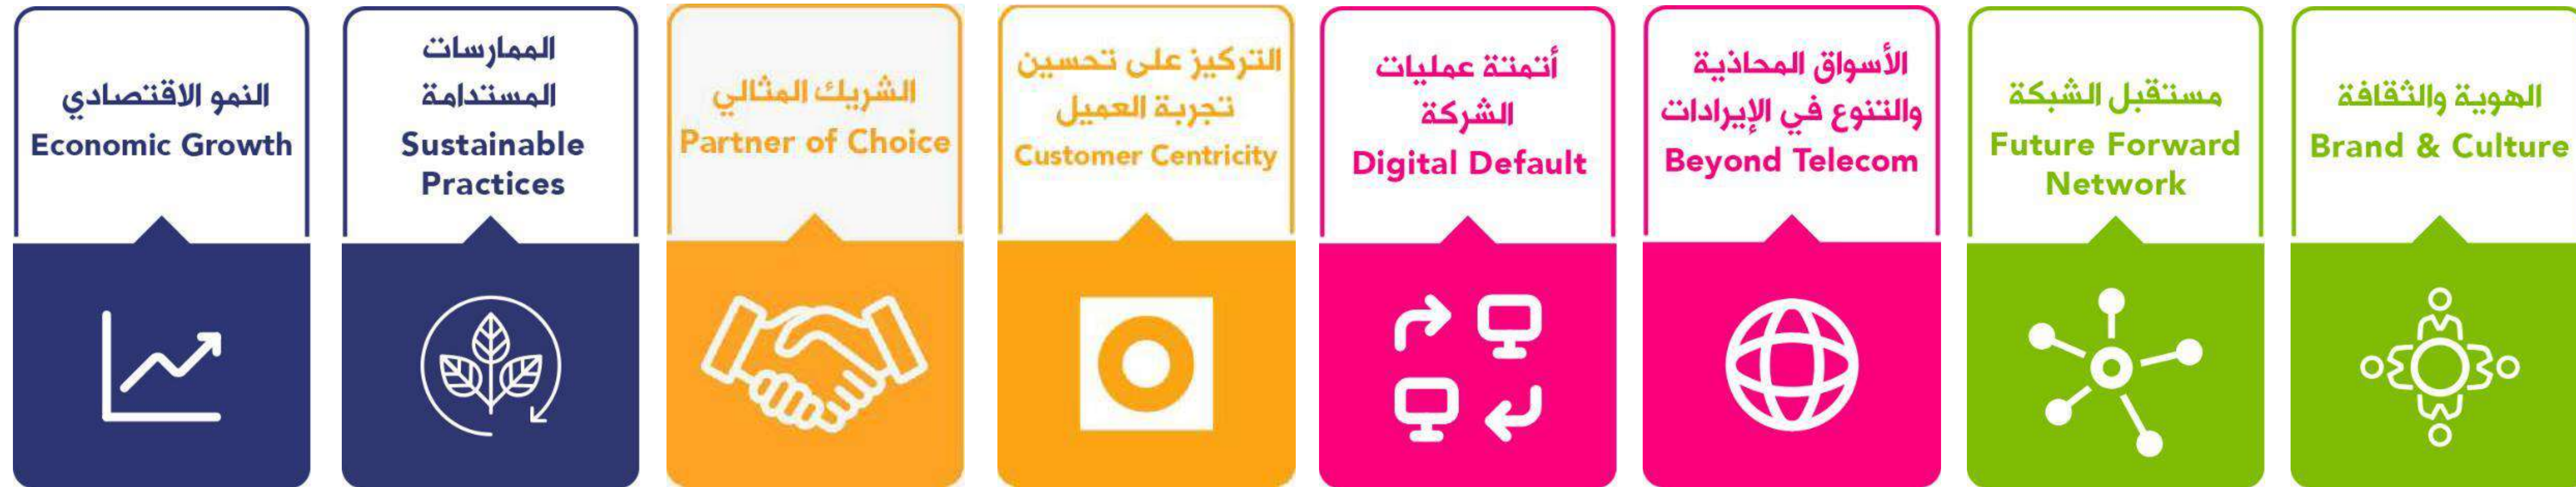 النمو الاقتصادي
Economic Growth
الممارسات
المستدامة
Sustainable
Practices
الشريك المثالي
Partner of Choice
التركيز على تحسين
تجربة العميل
Customer Centricity
أتمتة عمليات
الشركة
Digital Default
الأسواق المحاذية
والتنوع في الإيرادات
Beyond Telecom
مستقبل الشبكة
Future Forward
Network
الهوية والثقافة
Brand & Culture